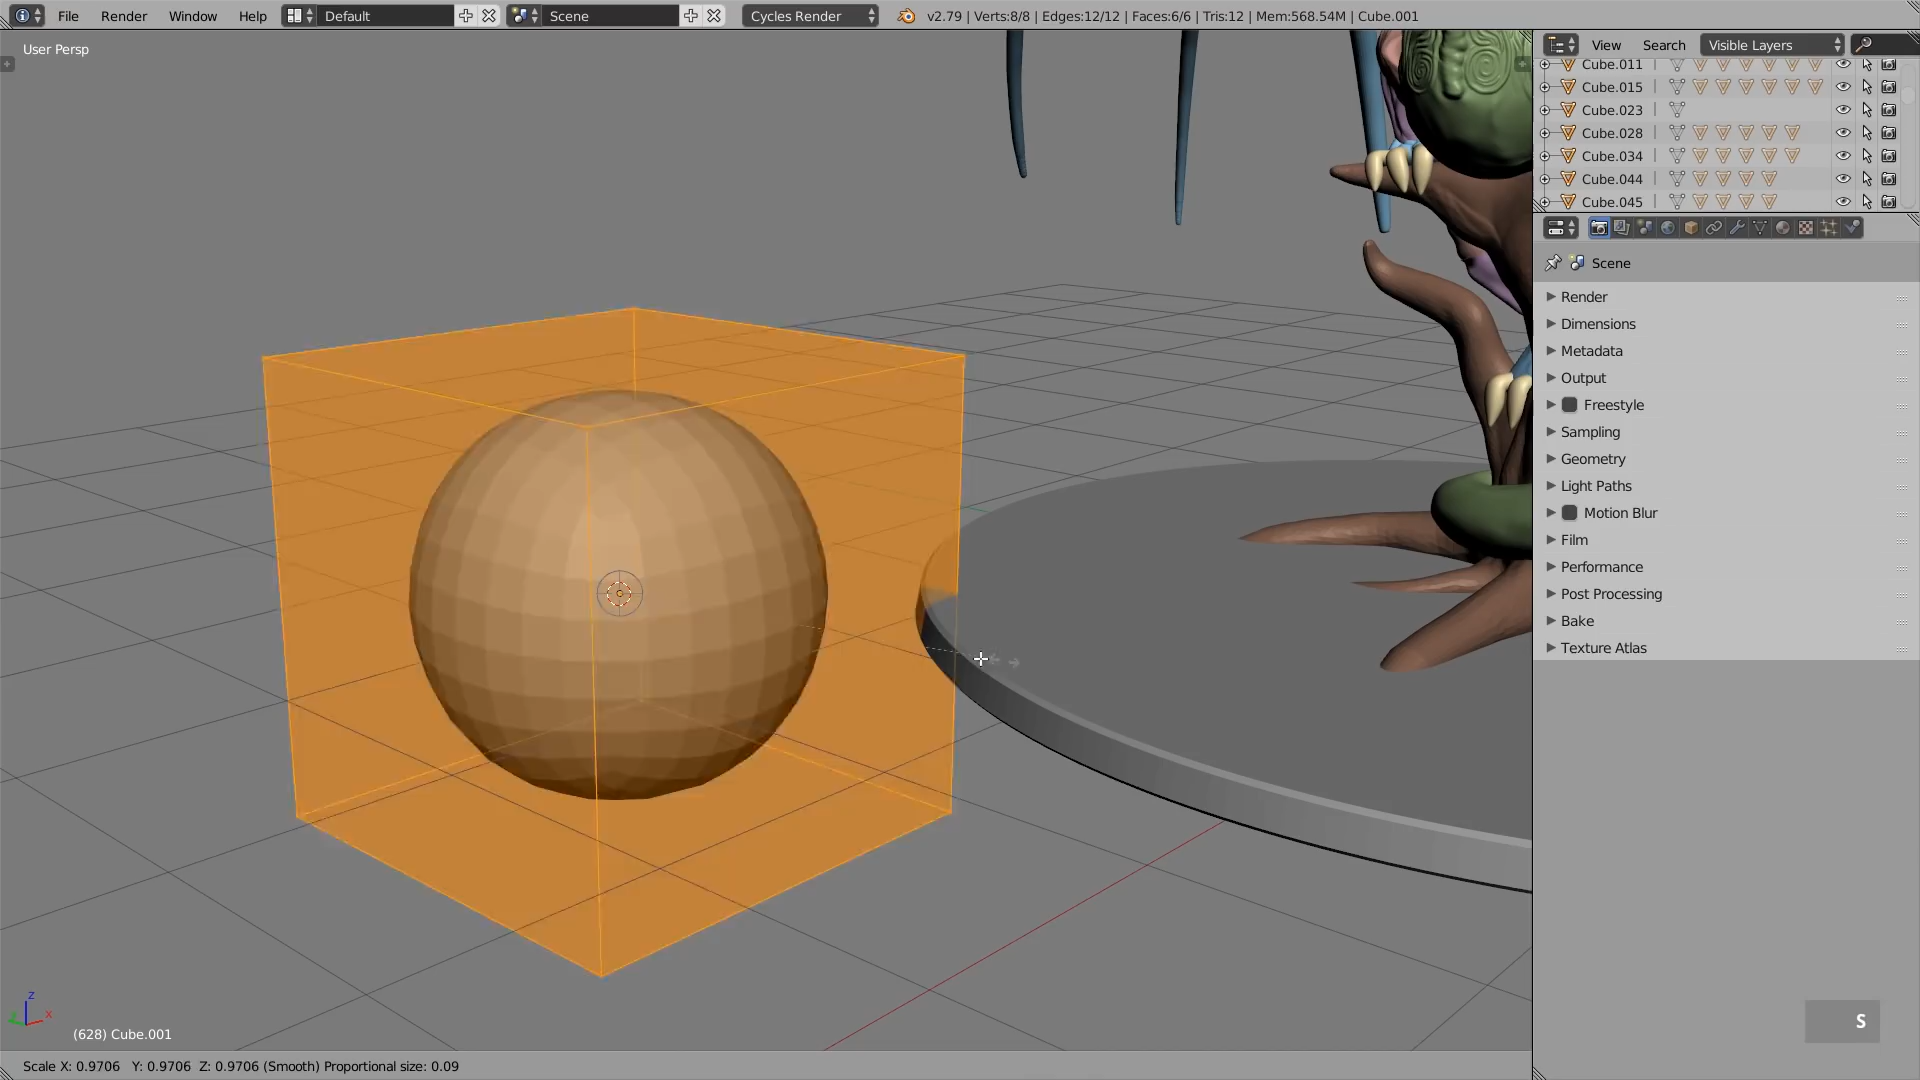 File Render Window Help Default Scene Cycles Render v2.79 | Verts:8/8 | Edges:12/12 | Faces:6/6 | Tris:12 | Mem:568.54M | Cube.001
User Persp
View Search Visible Layers
Cube.011
Cube.015
Cube.023
Cube.028
Cube.034
Cube.044
Cube.045
Scene
Render
Dimensions
Metadata
Output
Freestyle
Sampling
Geometry
Light Paths
Motion Blur
Film
Performance
Post Processing
Bake
Texture Atlas
z
x
S
(628) Cube.001
Scale X: 0.9706 Y: 0.9706 Z: 0.9706 (Smooth) Proportional size: 0.09